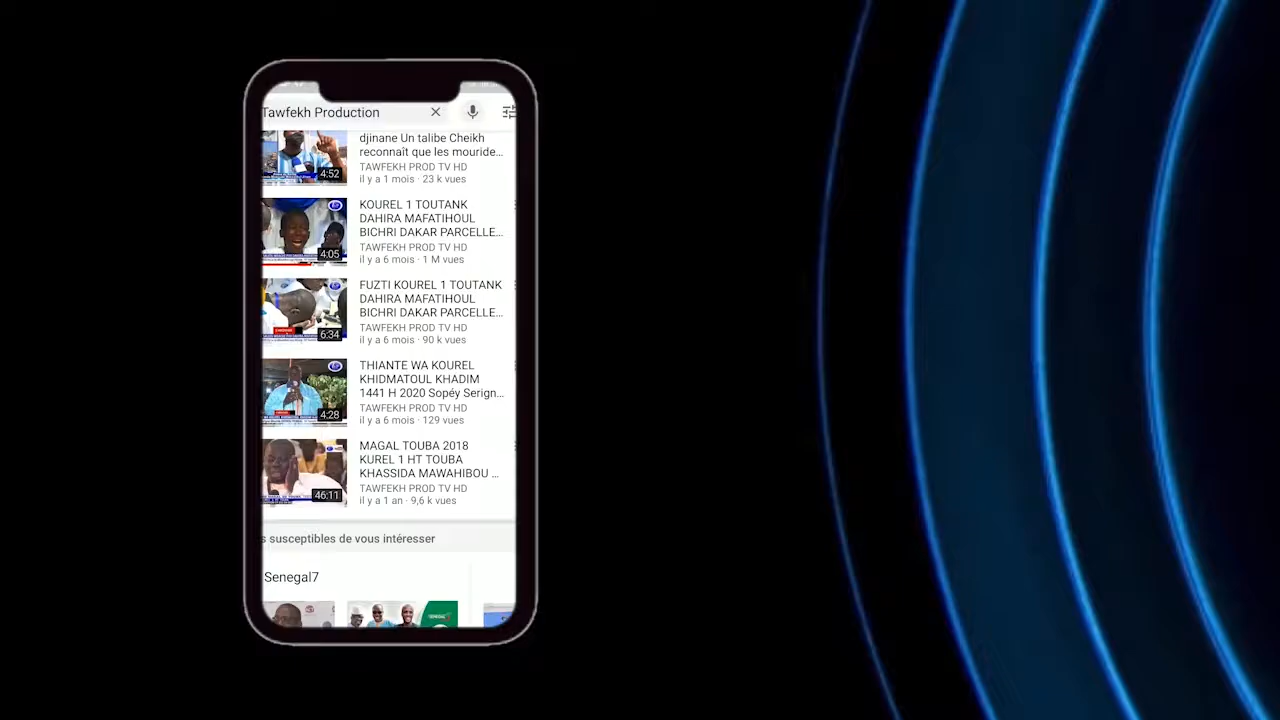 Tawfekh Production
djinane Un talibe Cheikh
reconnaît que les mouride...
TAWFEKH PROD TV HD
il y a 1 mois · 23 k vues
4:52
KOUREL 1 TOUTANK
DAHIRA MAFATIHOUL
BICHRI DAKAR PARCELLE...
TAWFEKH PROD TV HD
il y a 6 mois · 1 M vues
4:05
FUZTI KOUREL 1 TOUTANK
DAHIRA MAFATIHOUL
BICHRI DAKAR PARCELLE...
TAWFEKH PROD TV HD
il y a 6 mois · 90 k vues
6:34
THIANTE WA KOUREL
KHIDMATOUL KHADIM
1441 H 2020 Sopéy Serign...
TAWFEKH PROD TV HD
il y a 6 mois · 129 vues
4:28
MAGAL TOUBA 2018
KUREL 1 HT TOUBA
KHASSIDA MAWAHIBOU ...
TAWFEKH PROD TV HD
il y a 1 an · 9,6 k vues
46:11
s susceptibles de vous intéresser
Senegal7